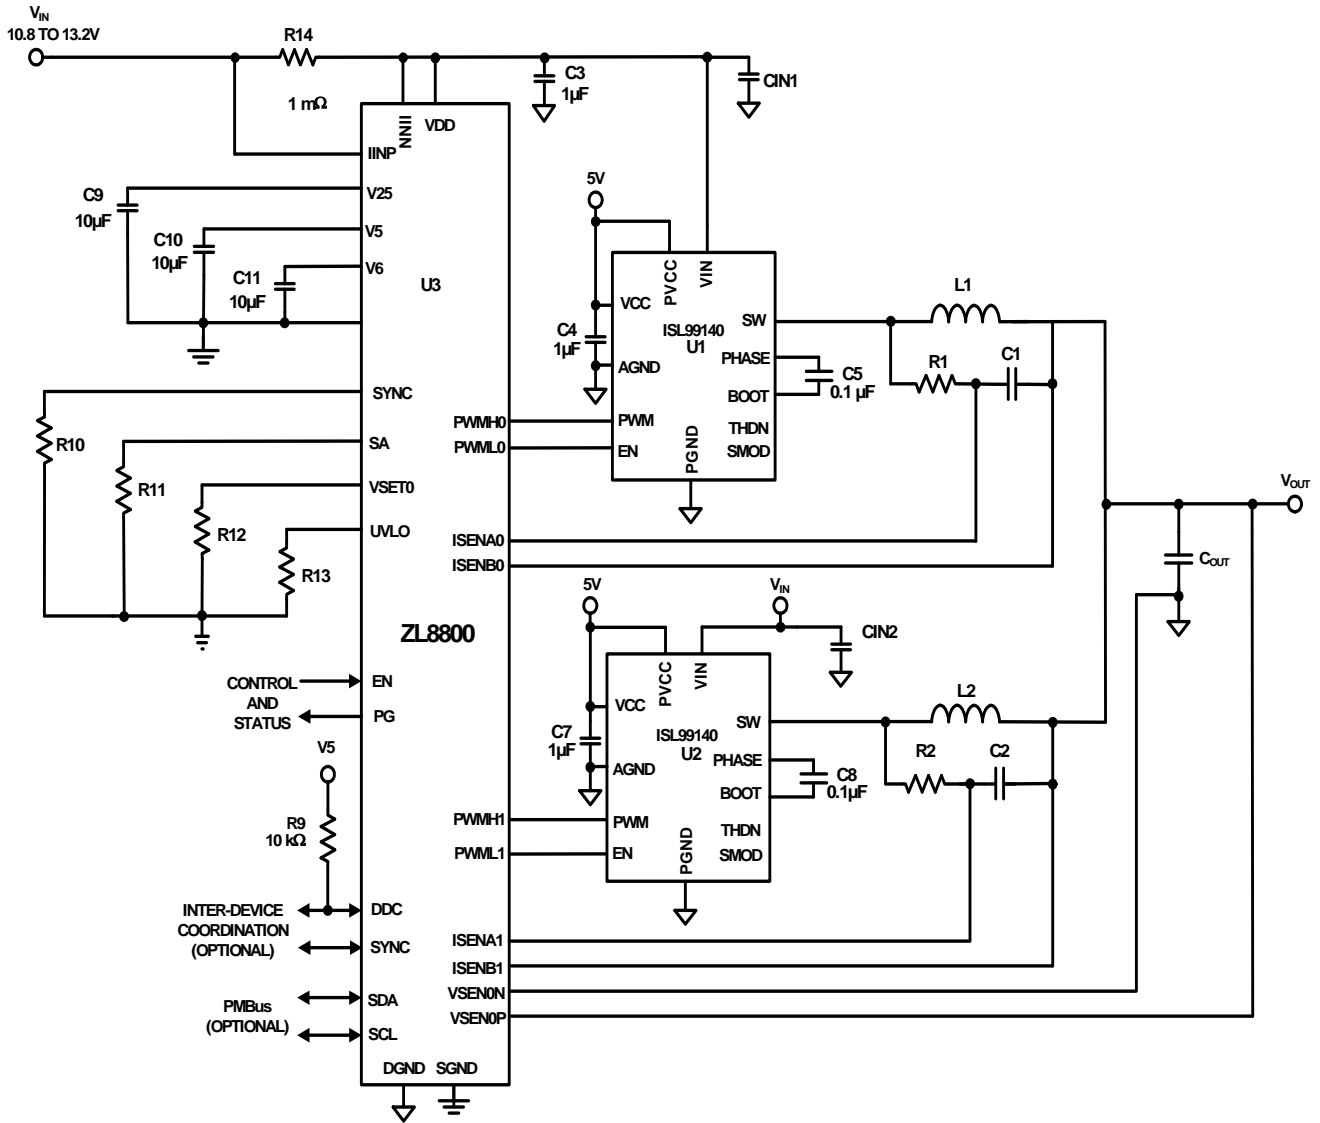 VIN
10.8 TO 13.2V
R14
1 mΩ
C3
1µF
CIN1
NNII
VDD
IINP
V25
V5
V6
U3
C9
10µF
C10
10µF
C11
10µF
5V
PVCC
VIN
VCC
ISL99140
U1
SW
AGND
PHASE
BOOT
PWM
THDN
EN
SMOD
PGND
C4
1µF
C5
0.1 µF
L1
R1
C1
SYNC
SA
VSET0
UVLO
R10
R11
R12
R13
PWMH0
PWML0
ISENA0
ISENB0
VOUT
COUT
ZL8800
5V
VIN
CIN2
PVCC
VIN
VCC
ISL99140
U2
SW
AGND
PHASE
BOOT
PWM
THDN
EN
SMOD
PGND
C7
1µF
C8
0.1µF
L2
R2
C2
CONTROL
AND
STATUS
EN
PG
V5
R9
10 kΩ
PWMH1
PWML1
INTER-DEVICE
COORDINATION
(OPTIONAL)
DDC
SYNC
PMBus
(OPTIONAL)
SDA
SCL
ISENA1
ISENB1
VSEN0N
VSEN0P
DGND
SGND